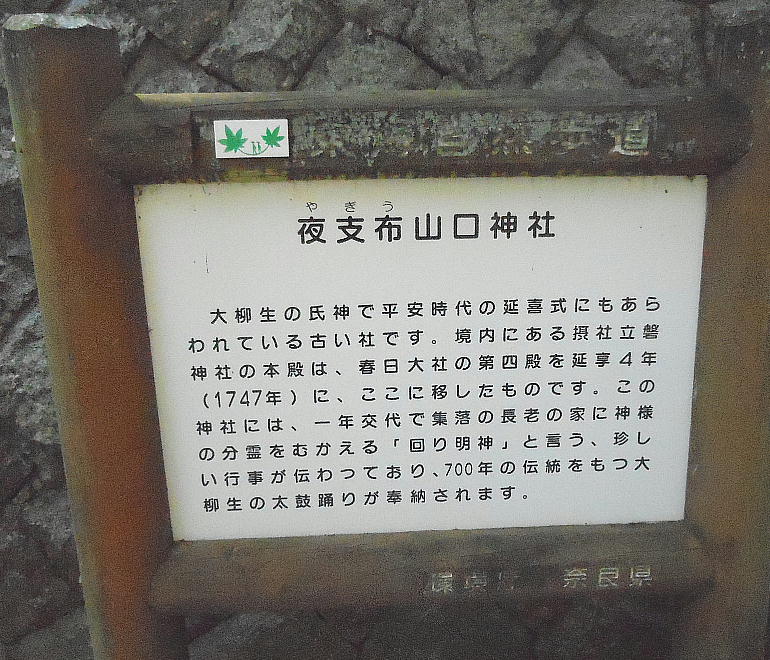 自然歩道
やぎう
夜支布山口神社
大柳生の氏神で平安時代の延喜式にもあら
われている古い社です。境内にある摂社立磐
神社の本殿は、春日大社の第四殿を延享4年
(1747年)に、ここに移したものです。この
神社には、一年交代で集落の長老の家に神様
の分霊をむかえる「回り明神」と言う、珍し
い行事が伝わっており、700年の伝統をもつ大
柳生の太鼓踊りが奉納されます。
環境庁 奈良県